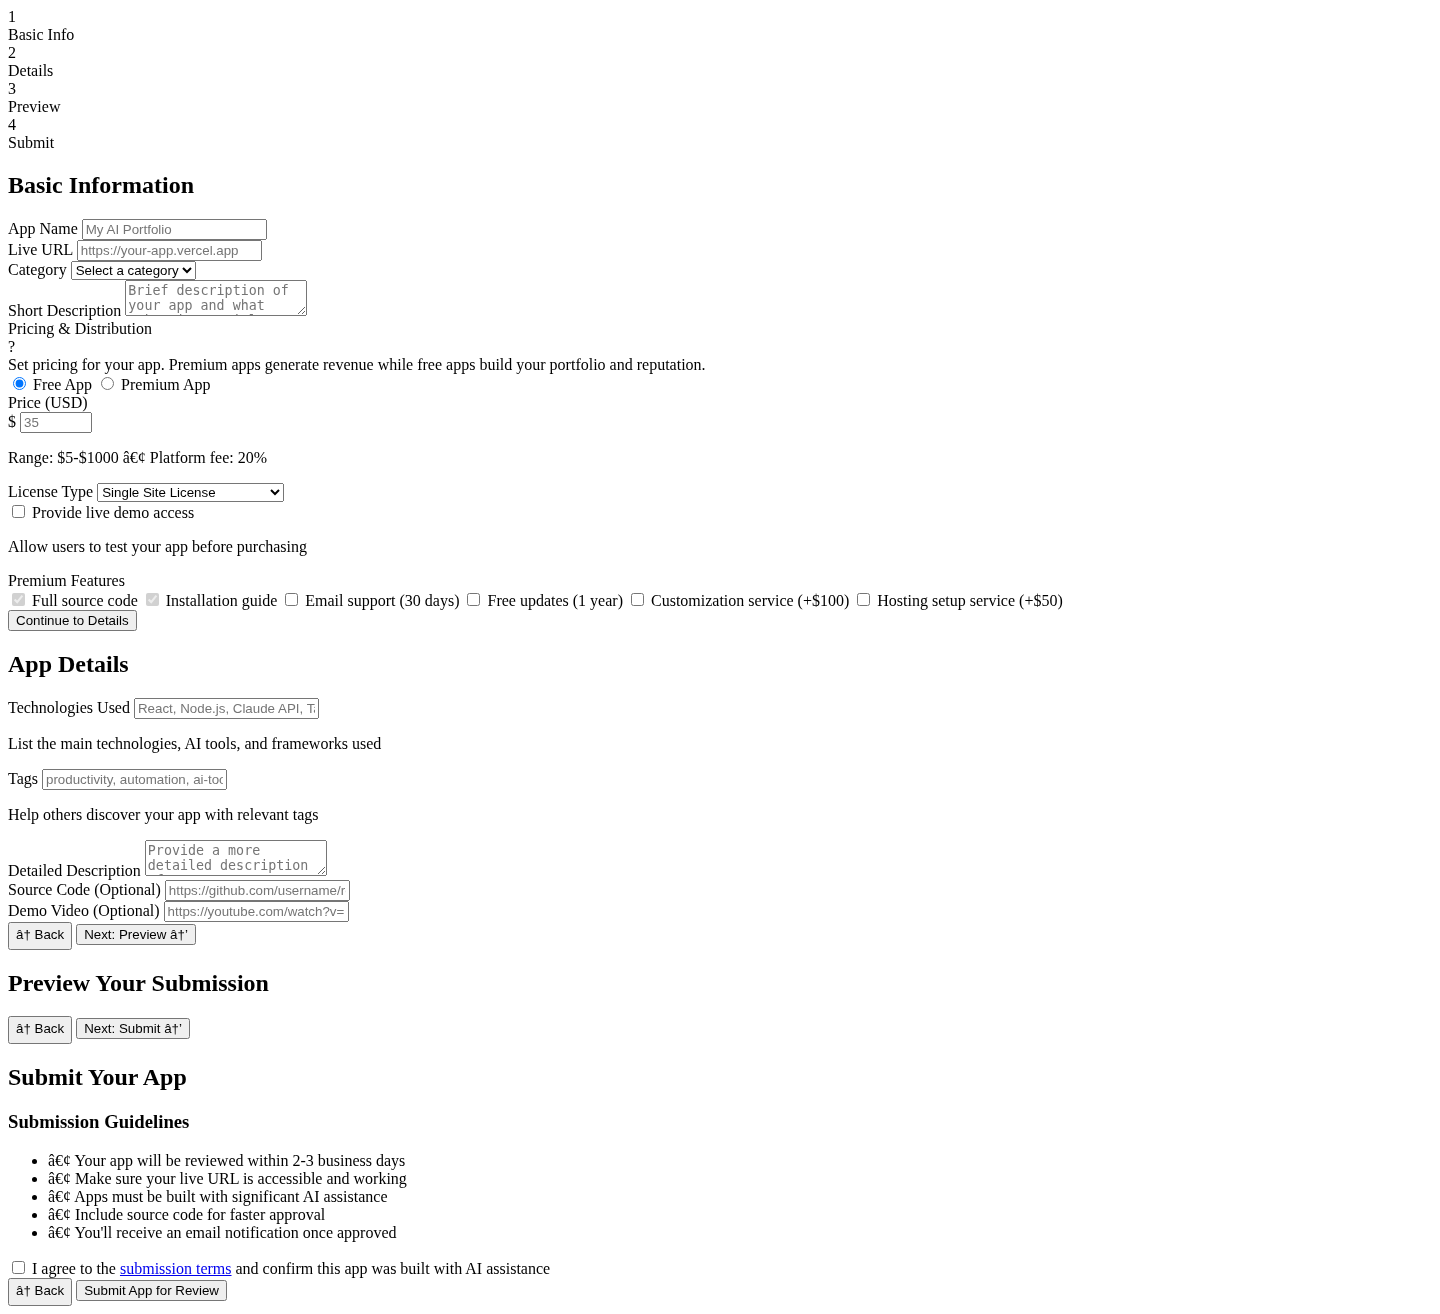 1
Basic Info
2
Details
3
Preview
4
Submit
Basic Information
App Name My AI Portfolio
Live URL https://your-app.vercel.app
Category Select a category
Brief description of
Short Description your app and what
Pricing & Distribution
?
Set pricing for your app. Premium apps generate revenue while free apps build your portfolio and reputation.
Free App Premium App
Price (USD)
$ 35
Range: $5-$1000 â€¢ Platform fee: 20%
License Type Single Site License
Provide live demo access
Allow users to test your app before purchasing
Premium Features
Full source code Installation guide Email support (30 days) Free updates (1 year) Customization service (+$100) Hosting setup service (+$50)
Continue to Details
App Details
Technologies Used React, Node.js, Claude API, T
List the main technologies, AI tools, and frameworks used
Tags productivity, automation, ai-too
Help others discover your app with relevant tags
Provide a more
Detailed Description detailed description
Source Code (Optional) https://github.com/username/r
Demo Video (Optional) https://youtube.com/watch?v=
â† Back Next: Preview â†’
Preview Your Submission
â† Back Next: Submit â†’
Submit Your App
Submission Guidelines
• â€¢ Your app will be reviewed within 2-3 business days
• â€¢ Make sure your live URL is accessible and working
• â€¢ Apps must be built with significant AI assistance
• â€¢ Include source code for faster approval
• â€¢ You'll receive an email notification once approved
I agree to the submission terms and confirm this app was built with AI assistance
â† Back Submit App for Review